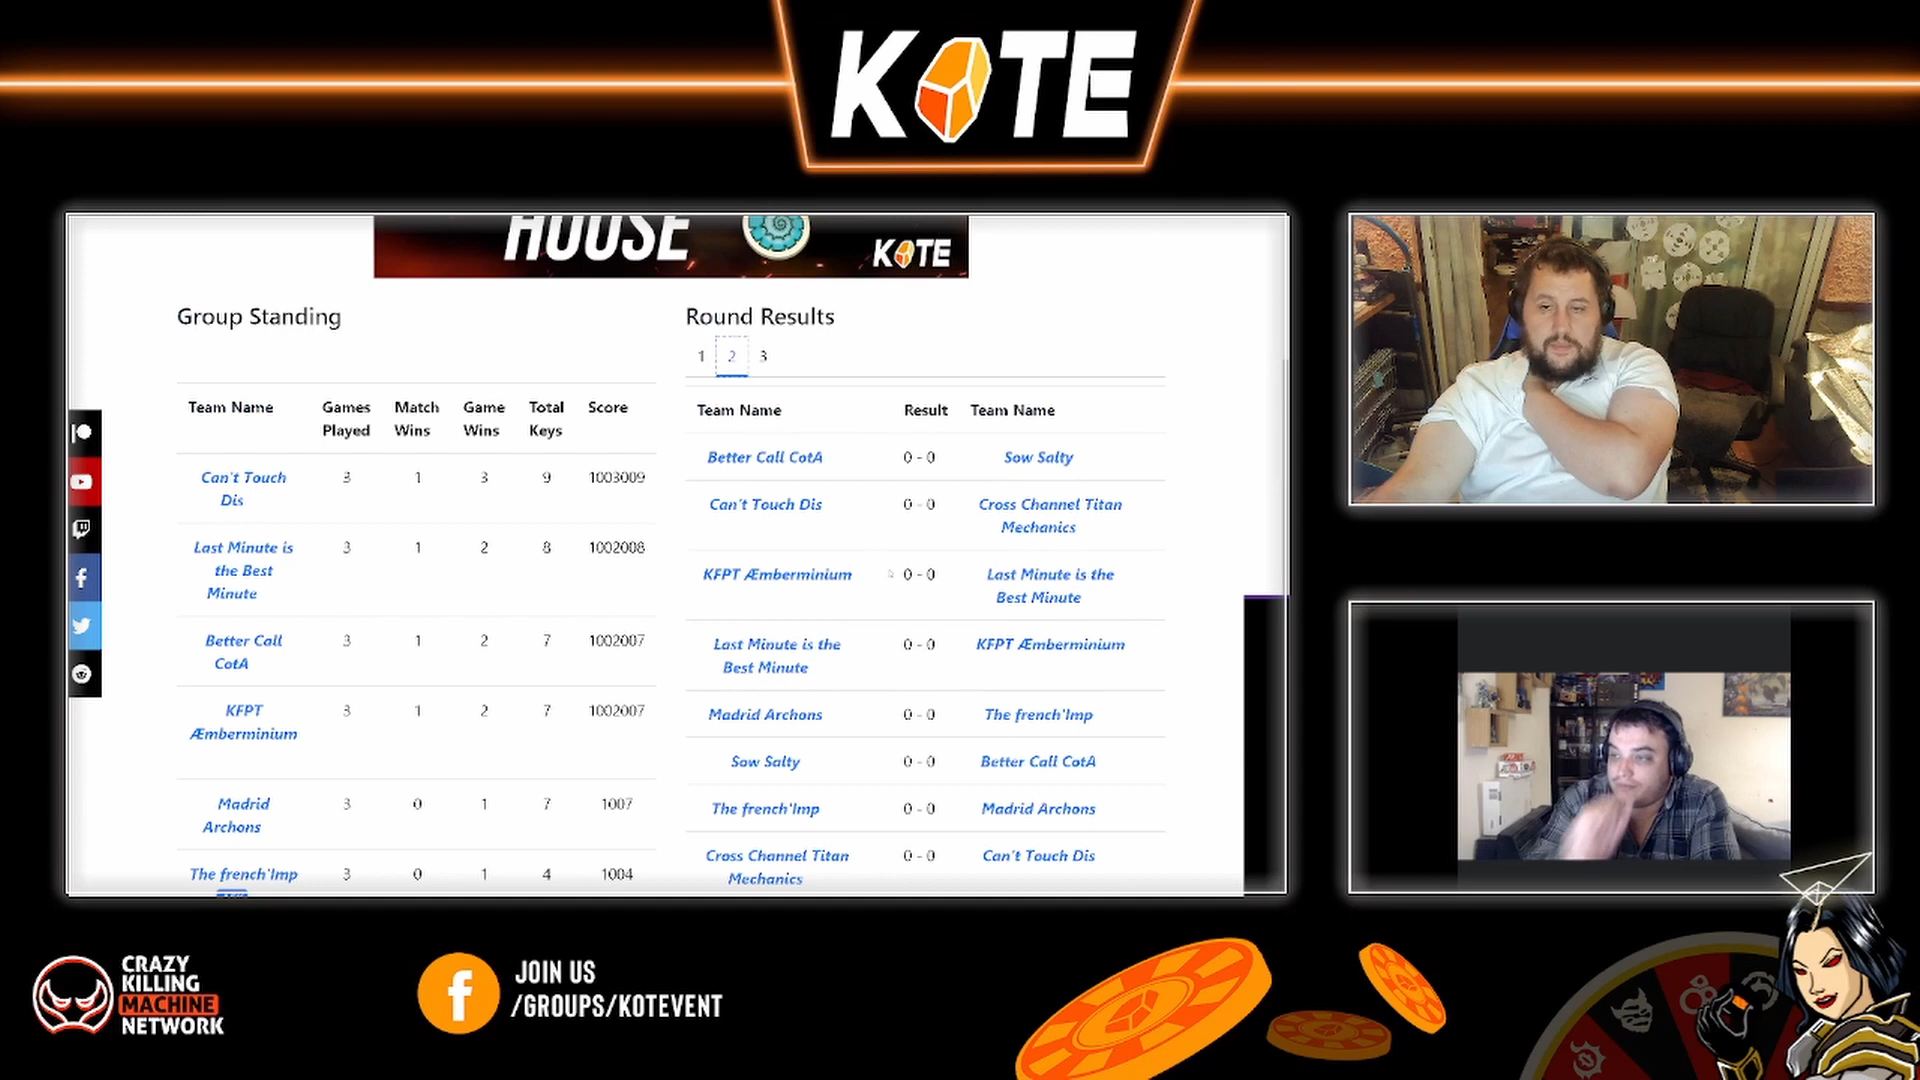 KOTE
HOUSE
KOTE
Group Standing
Team Name Games Played Match Wins Game Wins Total Keys Score
Can't Touch Dis 3 1 3 9 1003009
Last Minute is the Best Minute 3 1 2 8 1002008
Better Call CotA 3 1 2 7 1002007
KFPT Æmberminium 3 1 2 7 1002007
Madrid Archons 3 0 1 7 1007
The french'Imp 3 0 1 4 1004
Round Results
1 2 3
Team Name Result Team Name
Better Call CotA 0 - 0 Sow Salty
Can't Touch Dis 0 - 0 Cross Channel Titan Mechanics
KFPT Æmberminium 0 - 0 Last Minute is the Best Minute
Last Minute is the Best Minute 0 - 0 KFPT Æmberminium
Madrid Archons 0 - 0 The french'Imp
Sow Salty 0 - 0 Better Call CotA
The french'Imp 0 - 0 Madrid Archons
Cross Channel Titan Mechanics 0 - 0 Can't Touch Dis
CRAZY
KILLING
MACHINE
NETWORK
JOIN US
/GROUPS/KOTEVENT